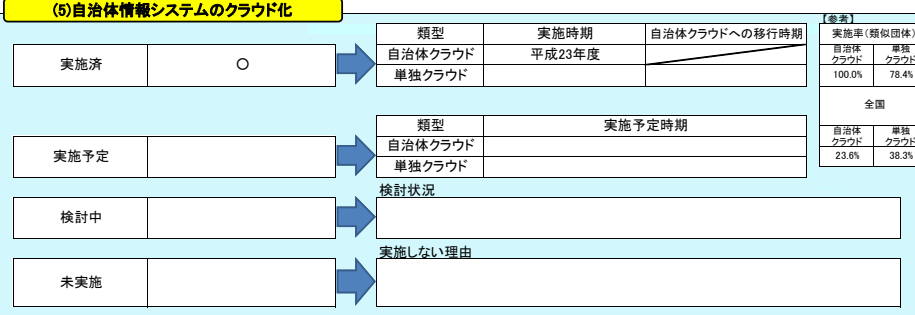 (5)自治体情報システムのクラウド化
【参考】
実施済
○
類型 実施時期 自治体クラウドへの移行時期
自治体クラウド 平成23年度
単独クラウド
実施率(類似団体)
自治体クラウド 単独クラウド
100.0% 78.4%
全国
自治体クラウド 単独クラウド
23.6% 38.3%
実施予定
類型 実施予定時期
自治体クラウド
単独クラウド
検討状況
検討中
実施しない理由
未実施